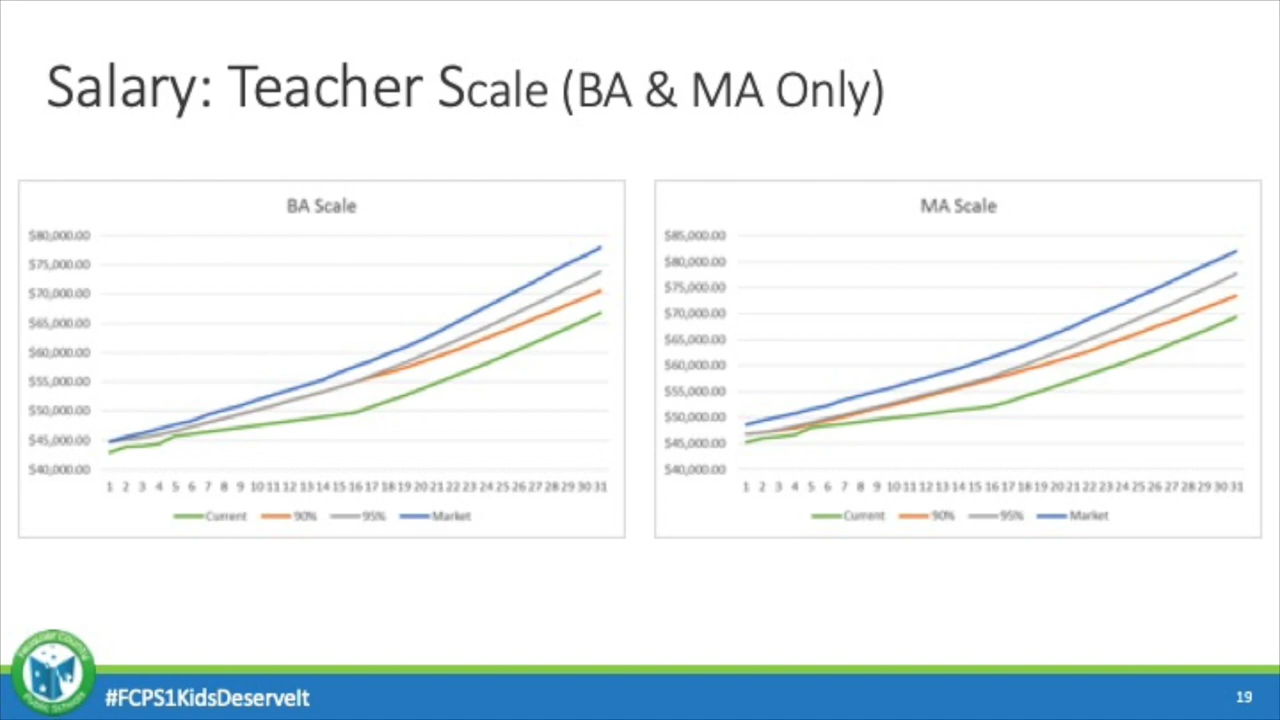 Salary: Teacher Scale (BA & MA Only)
BA Scale
$80,000.00
$75,000.00
$70,000.00
$65,000.00
$60,000.00
$55,000.00
$50,000.00
$45,000.00
$40,000.00
1 2 3 4 5 6 7 8 9 10 11 12 13 14 15 16 17 18 19 20 21 22 23 24 25 26 27 28 29 30 31
Current 90% 95% Market
MA Scale
$85,000.00
$80,000.00
$75,000.00
$70,000.00
$65,000.00
$60,000.00
$55,000.00
$50,000.00
$45,000.00
$40,000.00
1 2 3 4 5 6 7 8 9 10 11 12 13 14 15 16 17 18 19 20 21 22 23 24 25 26 27 28 29 30 31
Current 90% 95% Market
Public Schools
#FCPS1KidsDeserveIt
19